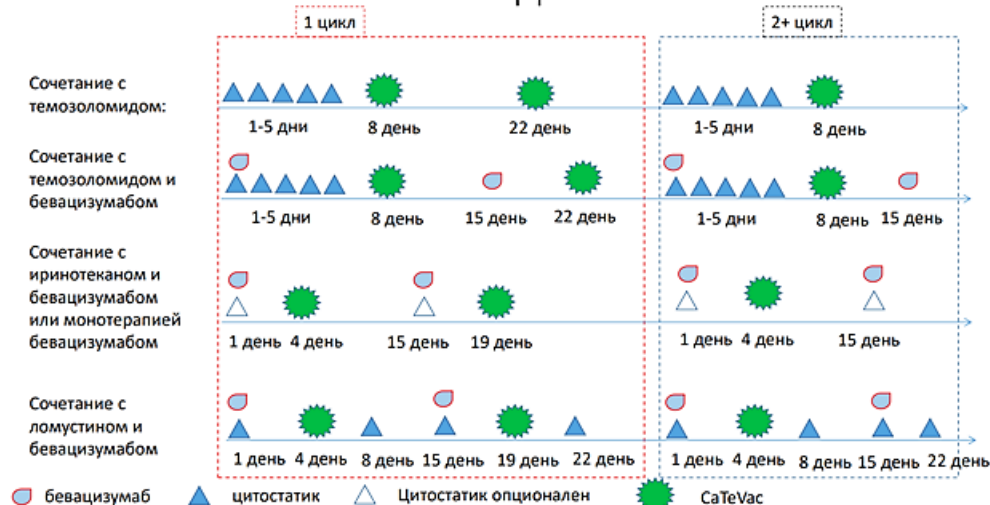 1 цикл
2+ цикл
Сочетание с
темозоломидом:
1-5 дни
8 день
22 день
1-5 дни
8 день
Сочетание с
темозоломидом и
бевацизумабом
1-5 дни
8 день
15 день
22 день
1-5 дни
8 день
15 день
Сочетание с
иринотеканом и
бевацизумабом
или монотерапией
бевацизумабом
1 день
4 день
15 день
19 день
1 день
4 день
15 день
Сочетание с
ломустином и
бевацизумабом
1 день
4 день
8 день
15 день
19 день
22 день
1 день
4 день
8 день
15 день
22 день
бевацизумаб
цитостатик
Цитостатик опционален
CaTeVac